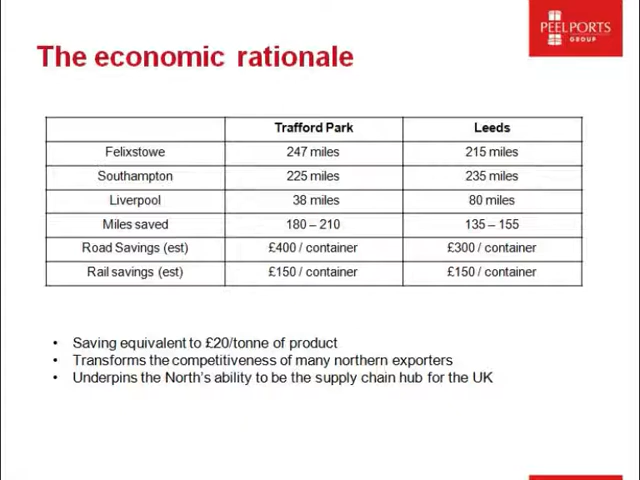 PEEL PORTS
GROUP
The economic rationale
Trafford Park Leeds
Felixstowe 247 miles 215 miles
Southampton 225 miles 235 miles
Liverpool 38 miles 80 miles
Miles saved 180 – 210 135 – 155
Road Savings (est) £400 / container £300 / container
Rail savings (est) £150 / container £150 / container
• Saving equivalent to £20/tonne of product
• Transforms the competitiveness of many northern exporters
• Underpins the North's ability to be the supply chain hub for the UK